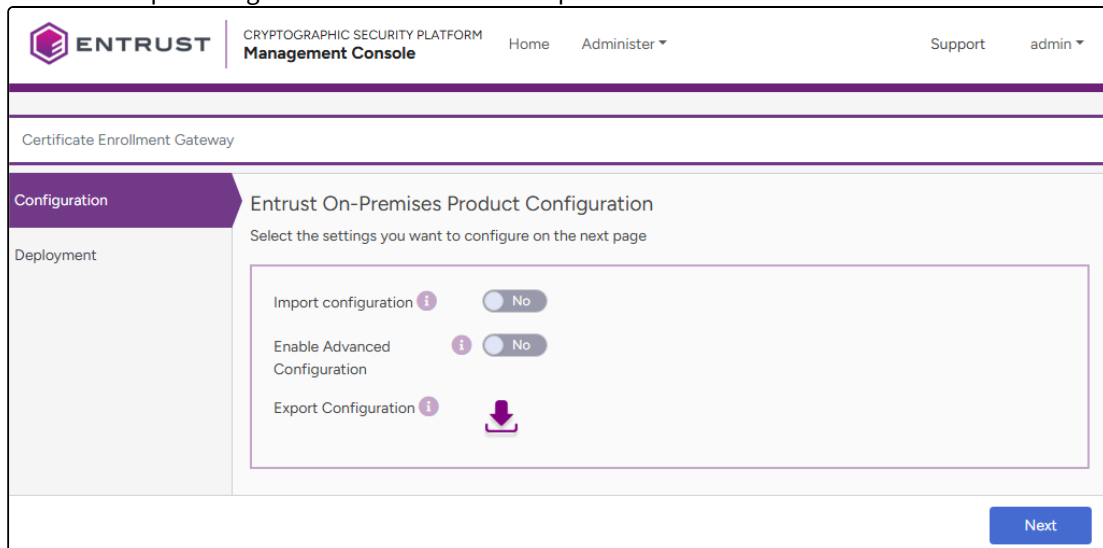 ENTRUST
CRYPTOGRAPHIC SECURITY PLATFORM
Management Console
Home Administer
Support admin
Certificate Enrollment Gateway
Configuration
Deployment
Entrust On-Premises Product Configuration
Select the settings you want to configure on the next page
Import configuration i No
Enable Advanced Configuration i No
Export Configuration i
Next